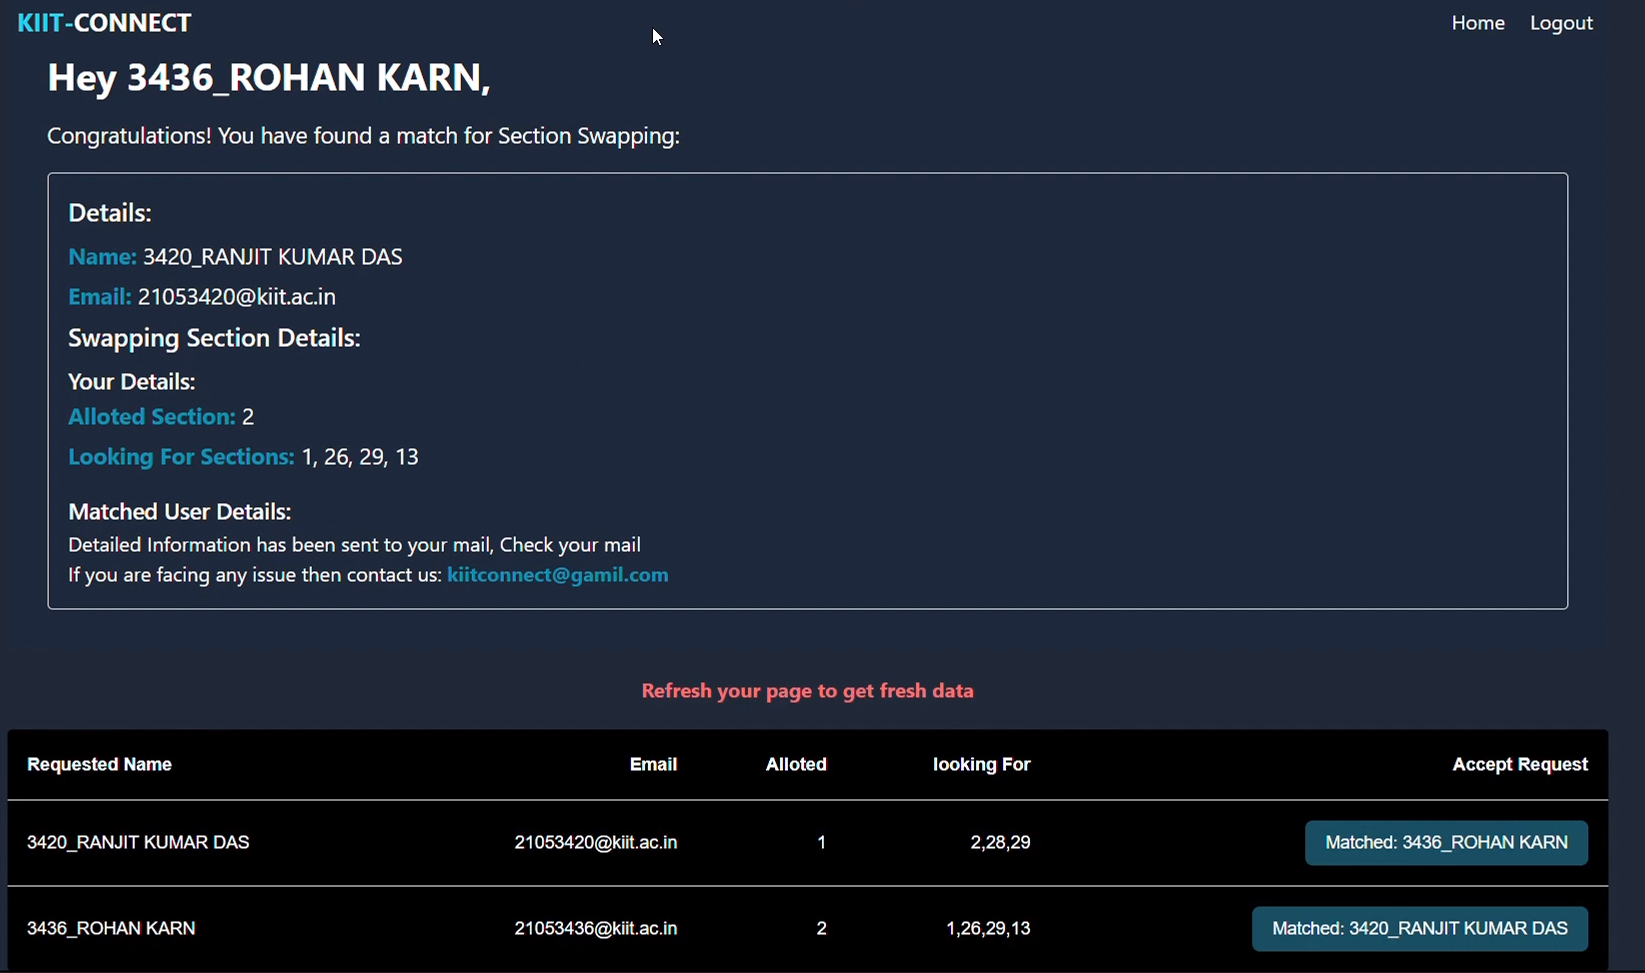 KIIT-CONNECT Home Logout
Hey 3436_ROHAN KARN,
Congratulations! You have found a match for Section Swapping:
Details:
Name: 3420_RANJIT KUMAR DAS
Email: 21053420@kiit.ac.in
Swapping Section Details:
Your Details:
Alloted Section: 2
Looking For Sections: 1, 26, 29, 13
Matched User Details:
Detailed Information has been sent to your mail, Check your mail
If you are facing any issue then contact us: kiitconnect@gamil.com
Refresh your page to get fresh data
Requested Name Email Alloted looking For Accept Request
3420_RANJIT KUMAR DAS 21053420@kiit.ac.in 1 2,28,29 Matched: 3436_ROHAN KARN
3436_ROHAN KARN 21053436@kiit.ac.in 2 1,26,29,13 Matched: 3420_RANJIT KUMAR DAS